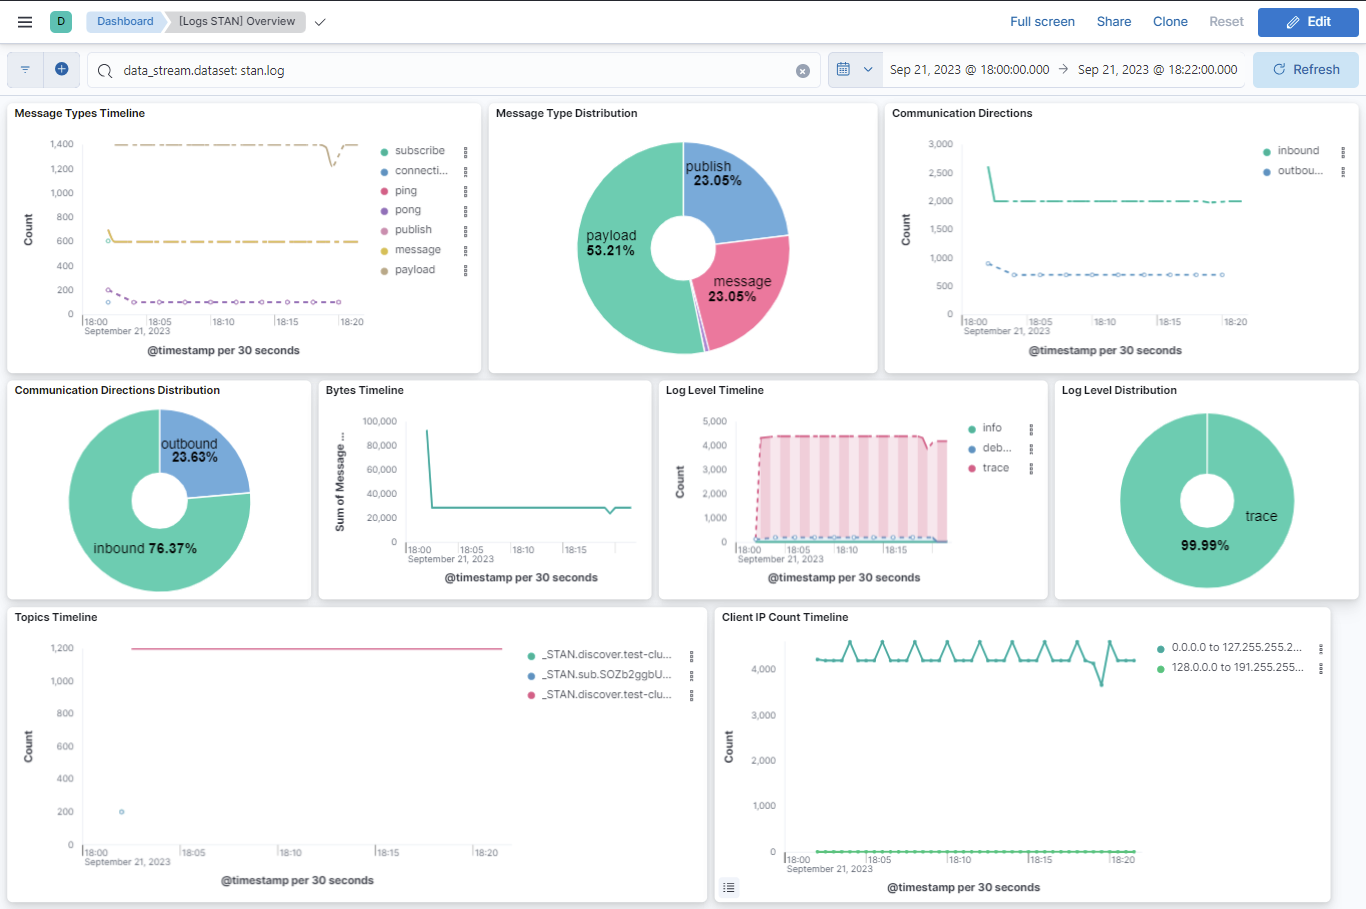 D
Dashboard
[Logs STAN] Overview
Full screen
Share
Clone
Reset
Edit
data_stream.dataset: stan.log
Sep 21, 2023 @ 18:00:00.000
Sep 21, 2023 @ 18:22:00.000
Refresh
Message Types Timeline
1,400
1,200
1,000
800
600
400
200
0
Count
18:00
18:05
18:10
18:15
18:20
September 21, 2023
@timestamp per 30 seconds
subscribe
connecti...
ping
pong
publish
message
payload
Message Type Distribution
publish
23.05%
payload
53.21%
message
23.05%
Communication Directions
3,000
2,500
2,000
1,500
1,000
500
0
Count
18:00
18:05
18:10
18:15
18:20
September 21, 2023
@timestamp per 30 seconds
inbound
outbou...
Communication Directions Distribution
outbound
23.63%
inbound 76.37%
Bytes Timeline
100,000
80,000
60,000
40,000
20,000
0
Sum of Message ...
18:00
18:05
18:10
18:15
September 21, 2023
@timestamp per 30 seconds
Log Level Timeline
5,000
4,000
3,000
2,000
1,000
0
Count
18:00
18:05
18:10
18:15
September 21, 2023
@timestamp per 30 seconds
info
deb...
trace
Log Level Distribution
trace
99.99%
Topics Timeline
1,200
1,000
800
600
400
200
0
Count
18:00
18:05
18:10
18:15
18:20
September 21, 2023
@timestamp per 30 seconds
_STAN.discover.test-clu...
_STAN.sub.SOZb2ggbU...
_STAN.discover.test-clu...
Client IP Count Timeline
4,000
3,000
2,000
1,000
0
Count
18:00
18:05
18:10
18:15
18:20
September 21, 2023
@timestamp per 30 seconds
0.0.0.0 to 127.255.255.2...
128.0.0.0 to 191.255.255...